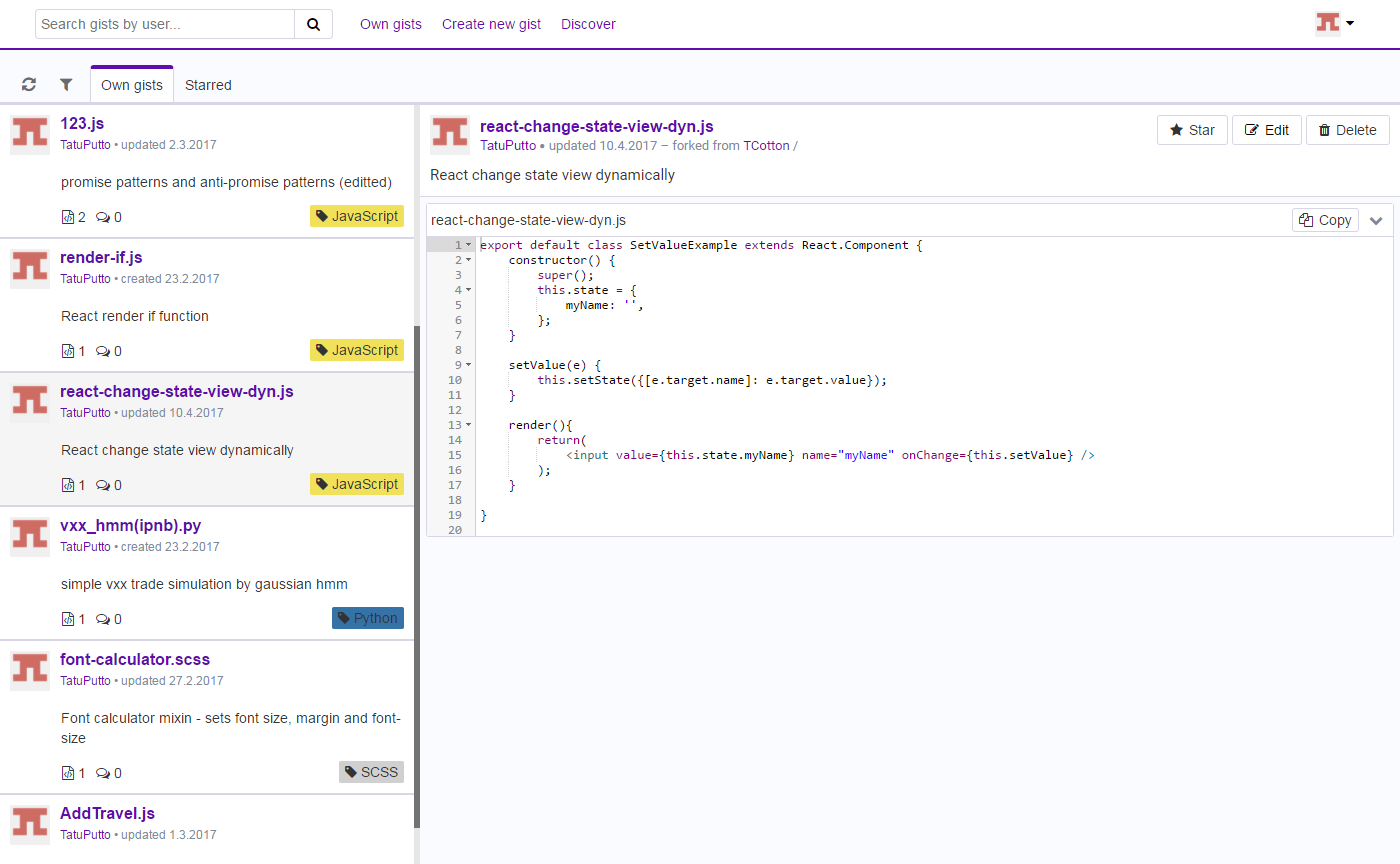 Search gists by user...
Own gists Create new gist Discover
Own gists Starred
123.js
TatuPutto • updated 2.3.2017
promise patterns and anti-promise patterns (editted)
2 0 JavaScript
render-if.js
TatuPutto • created 23.2.2017
React render if function
1 0 JavaScript
react-change-state-view-dyn.js
TatuPutto • updated 10.4.2017
React change state view dynamically
1 0 JavaScript
vxx_hmm(ipnb).py
TatuPutto • created 23.2.2017
simple vxx trade simulation by gaussian hmm
1 0 Python
font-calculator.scss
TatuPutto • updated 27.2.2017
Font calculator mixin - sets font size, margin and font-
size
1 0 SCSS
AddTravel.js
TatuPutto • updated 1.3.2017
react-change-state-view-dyn.js
TatuPutto • updated 10.4.2017 – forked from TCotton /
Star Edit Delete
React change state view dynamically
react-change-state-view-dyn.js Copy
1 export default class SetValueExample extends React.Component {
2     constructor() {
3         super();
4         this.state = {
5             myName: '',
6         };
7     }
8
9     setValue(e) {
10         this.setState({[e.target.name]: e.target.value});
11     }
12
13     render(){
14         return(
15             <input value={this.state.myName} name="myName" onChange={this.setValue} />
16         );
17     }
18
19 }
20